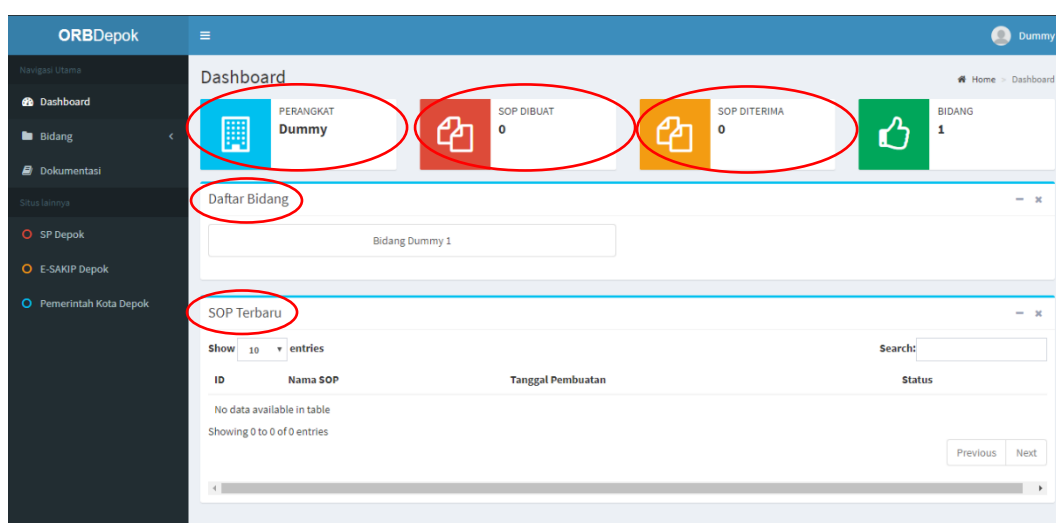 ORBDepok
Dummy
Navigasi Utama
Dashboard
Bidang
Dokumentasi
Situs lainnya
SP Depok
E-SAKIP Depok
Pemerintah Kota Depok
Dashboard
Home > Dashboard
PERANGKAT
Dummy
SOP DIBUAT
0
SOP DITERIMA
0
BIDANG
1
Daftar Bidang
Bidang Dummy 1
SOP Terbaru
Show 10 entries
Search:
ID Nama SOP Tanggal Pembuatan Status
No data available in table
Showing 0 to 0 of 0 entries
Previous Next